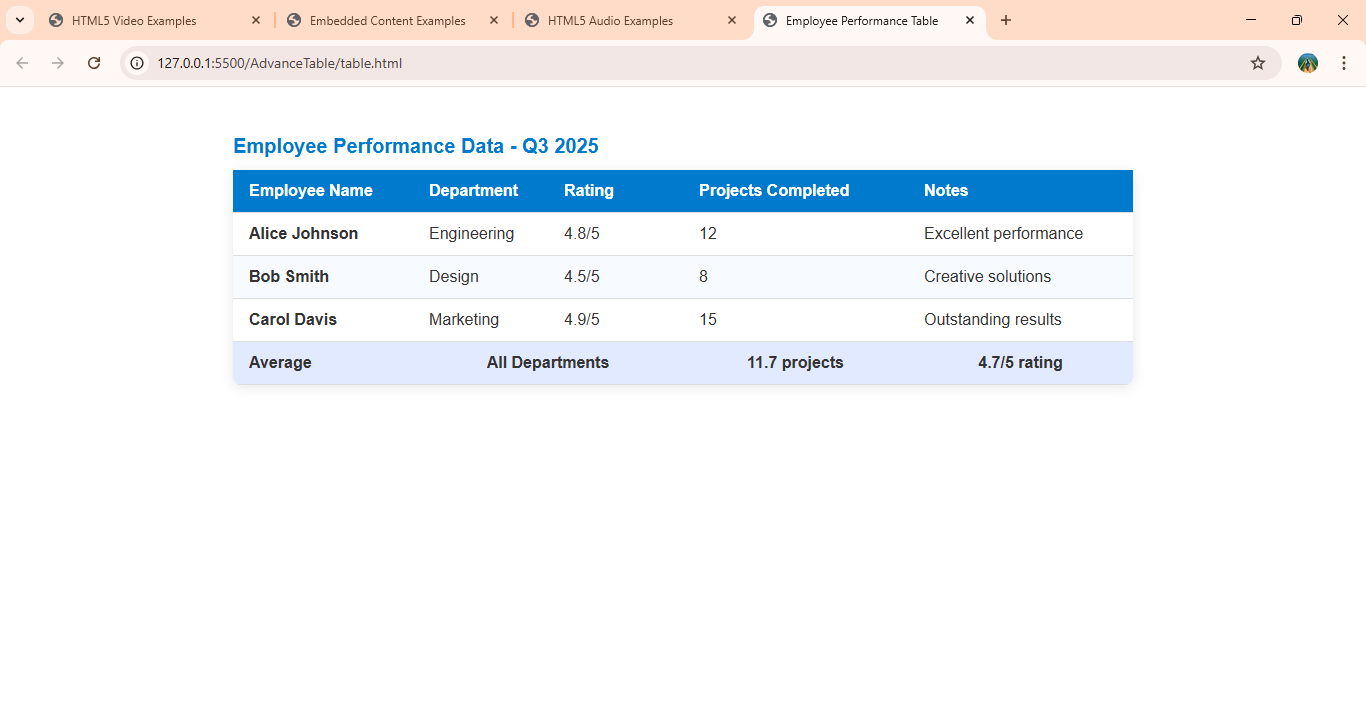 HTML5 Video Examples Embedded Content Examples HTML5 Audio Examples Employee Performance Table
127.0.0.1:5500/AdvanceTable/table.html
Employee Performance Data - Q3 2025
Employee Name Department Rating Projects Completed Notes
Alice Johnson Engineering 4.8/5 12 Excellent performance
Bob Smith Design 4.5/5 8 Creative solutions
Carol Davis Marketing 4.9/5 15 Outstanding results
Average All Departments 11.7 projects 4.7/5 rating